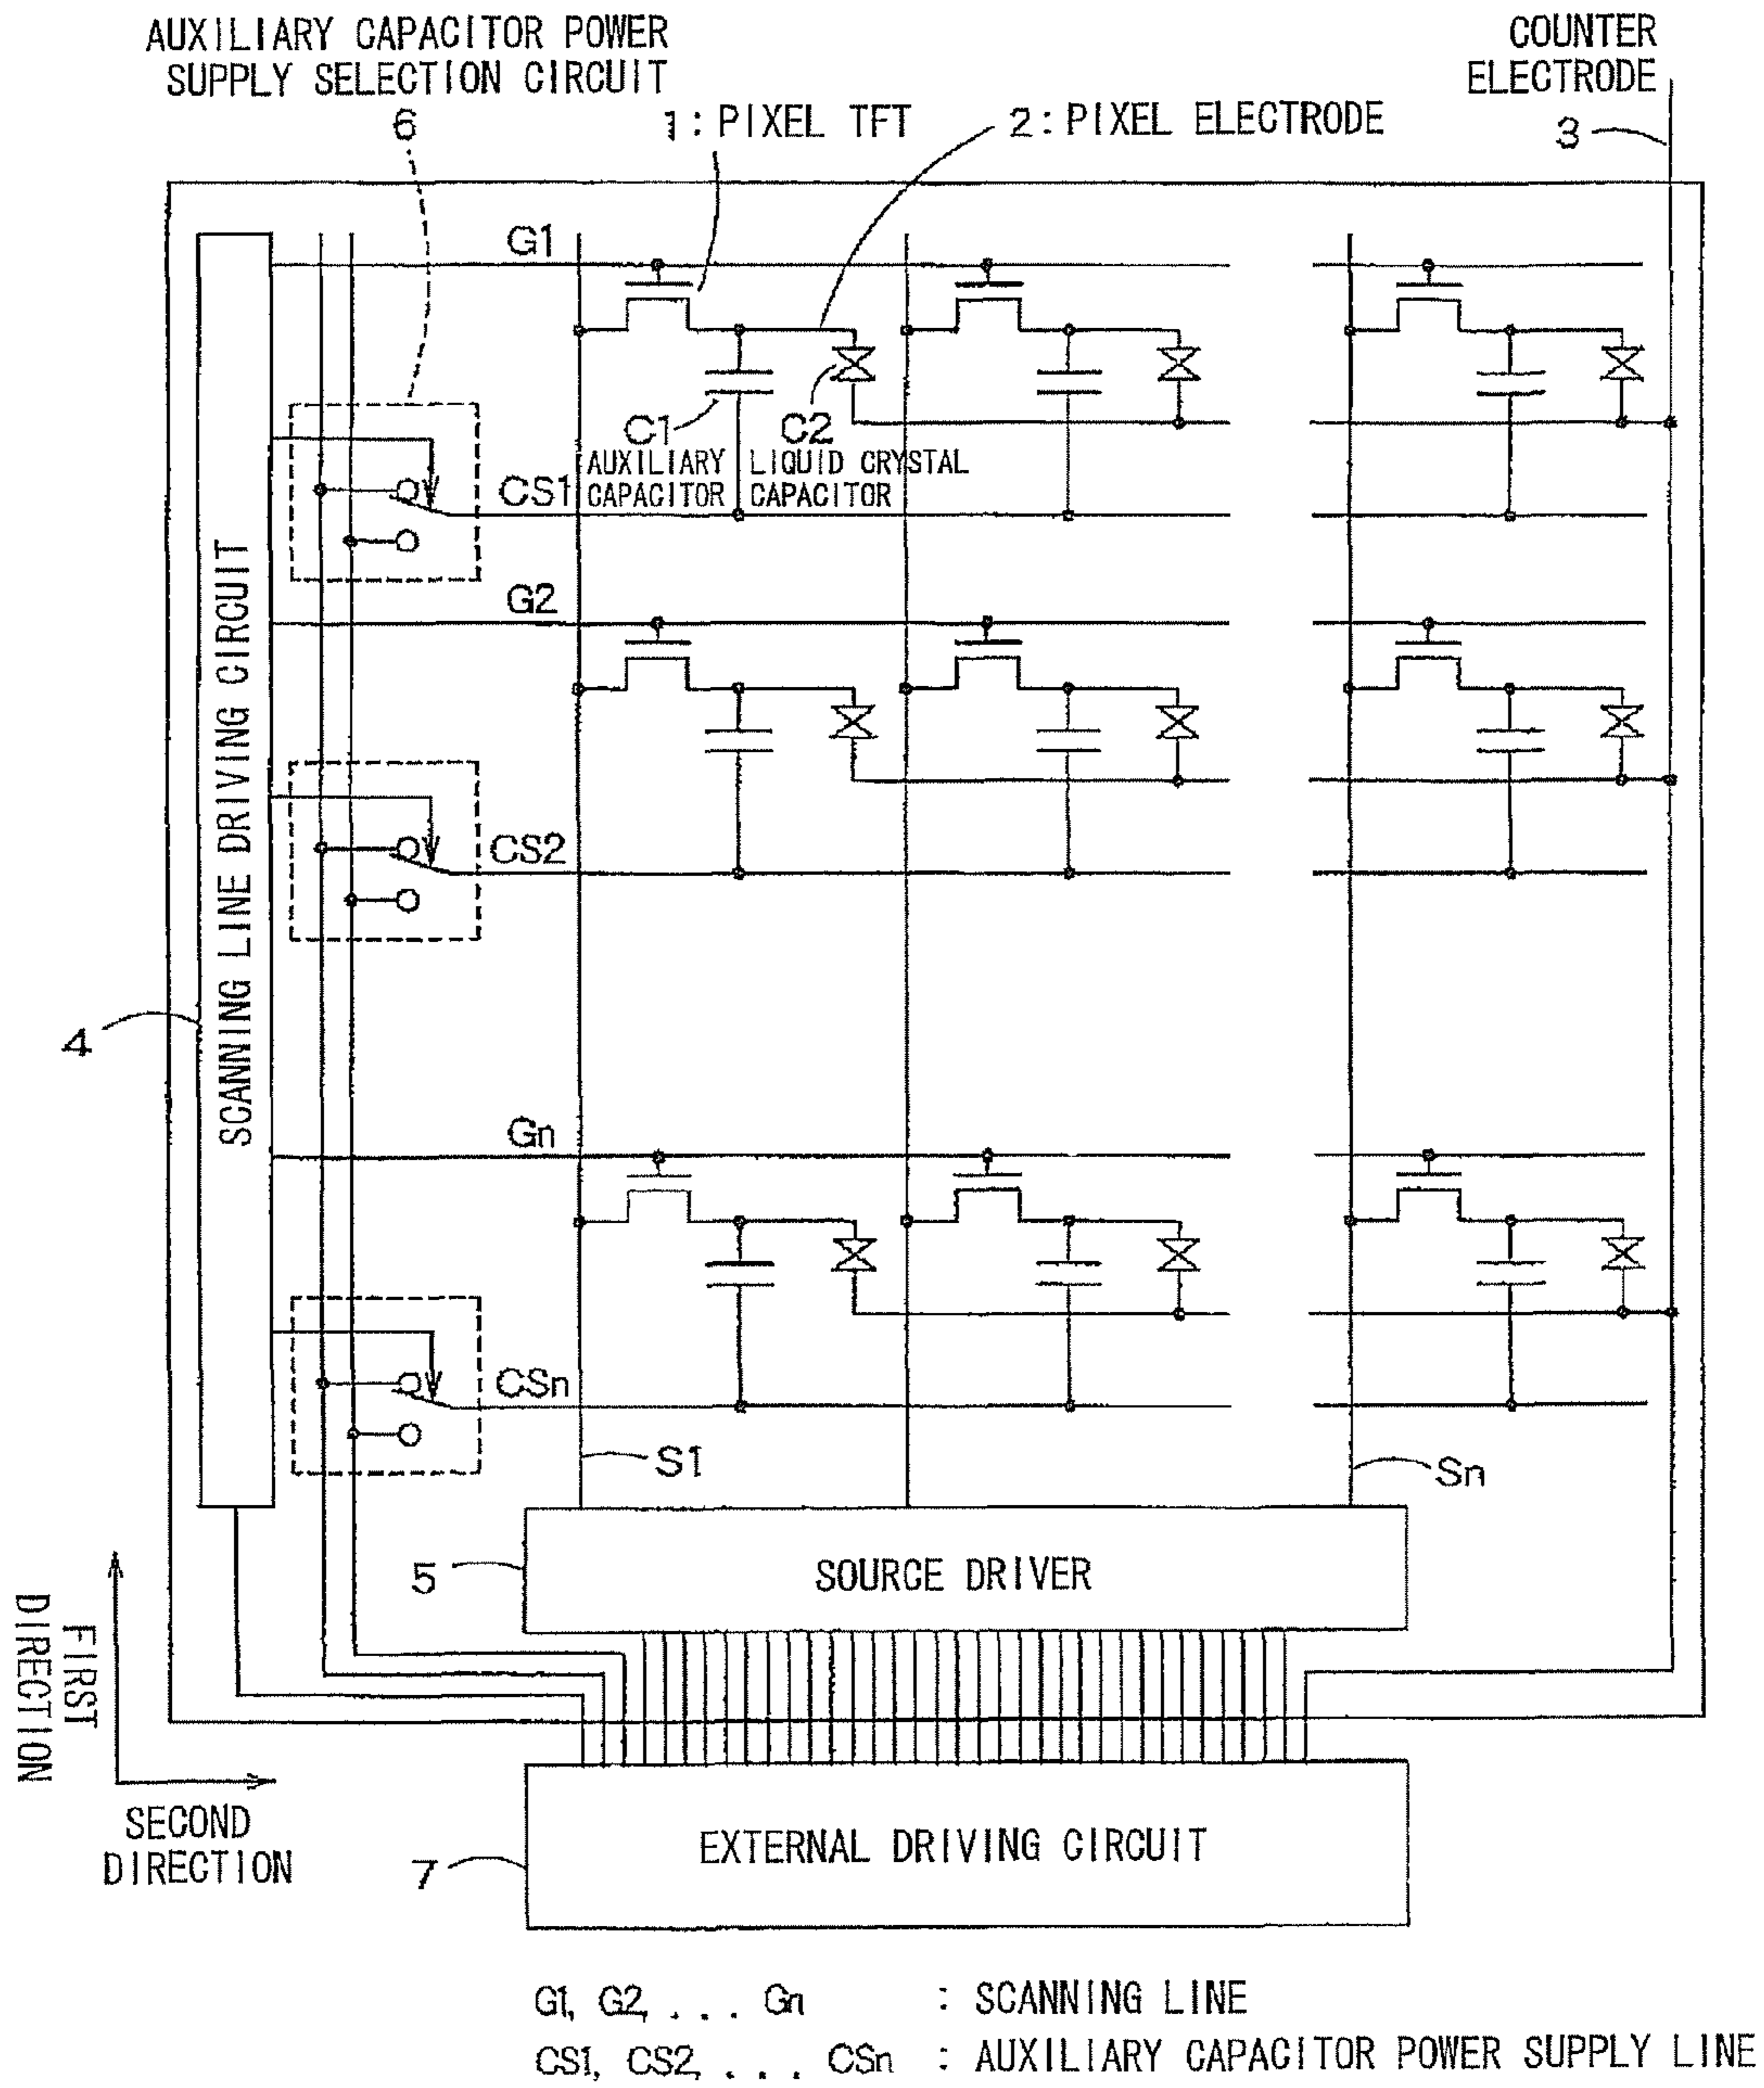 AUXILIARY CAPACITOR POWER
SUPPLY SELECTION CIRCUIT
6
1: PIXEL TFT
2: PIXEL ELECTRODE
COUNTER
ELECTRODE
3
G1
C1
AUXILIARY
CAPACITOR
C2
LIQUID CRYSTAL
CAPACITOR
CS1
G2
CS2
SCANNING LINE DRIVING CIRCUIT
4
Gn
CSn
S1
Sn
5
SOURCE DRIVER
FIRST
DIRECTION
SECOND
DIRECTION
7
EXTERNAL DRIVING CIRCUIT
G1, G2, . . . Gn : SCANNING LINE
CS1, CS2, . . . CSn : AUXILIARY CAPACITOR POWER SUPPLY LINE